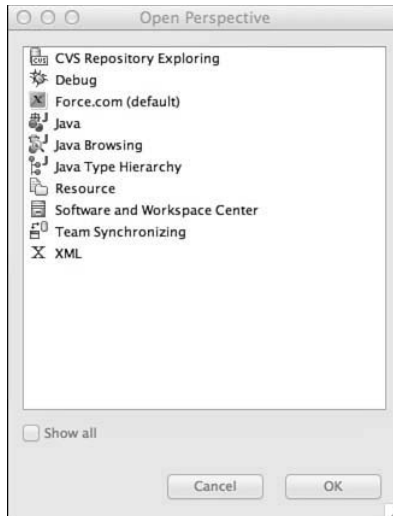 Open Perspective
CVS CVS Repository Exploring
Debug
X Force.com (default)
J Java
J Java Browsing
J Java Type Hierarchy
Resource
Software and Workspace Center
Team Synchronizing
X XML
Show all
Cancel OK